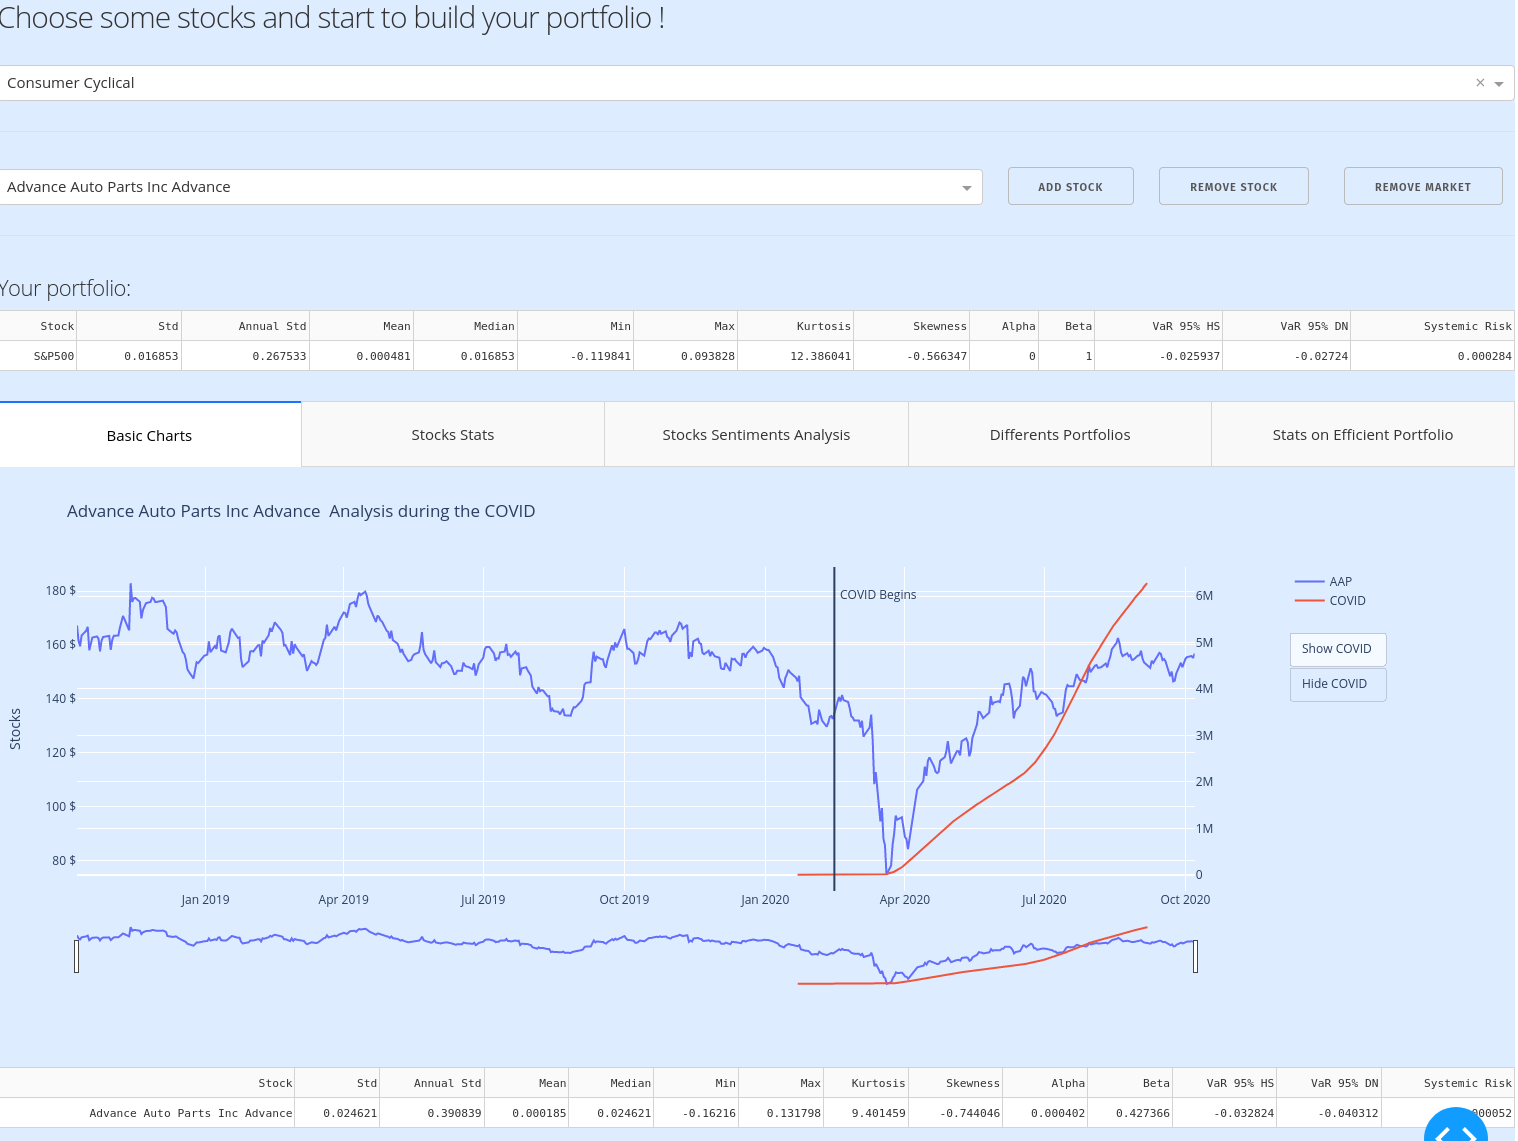 Choose some stocks and start to build your portfolio !
Consumer Cyclical ×
Advance Auto Parts Inc Advance ADD STOCK REMOVE STOCK REMOVE MARKET
Your portfolio:
Stock Std Annual Std Mean Median Min Max Kurtosis Skewness Alpha Beta VaR 95% HS VaR 95% DN Systemic Risk
S&P500 0.016853 0.267533 0.000481 0.016853 -0.119841 0.093828 12.386041 -0.566347 0 1 -0.025937 -0.02724 0.000284
Basic Charts Stocks Stats Stocks Sentiments Analysis Differents Portfolios Stats on Efficient Portfolio
Advance Auto Parts Inc Advance Analysis during the COVID
180 $
160 $
140 $
120 $
100 $
80 $
Stocks
COVID Begins
6M
5M
4M
3M
2M
1M
0
Jan 2019 Apr 2019 Jul 2019 Oct 2019 Jan 2020 Apr 2020 Jul 2020 Oct 2020
AAP
COVID
Show COVID
Hide COVID
Stock Std Annual Std Mean Median Min Max Kurtosis Skewness Alpha Beta VaR 95% HS VaR 95% DN Systemic Risk
Advance Auto Parts Inc Advance 0.024621 0.390839 0.000185 0.024621 -0.16216 0.131798 9.401459 -0.744046 0.000402 0.427366 -0.032824 -0.040312